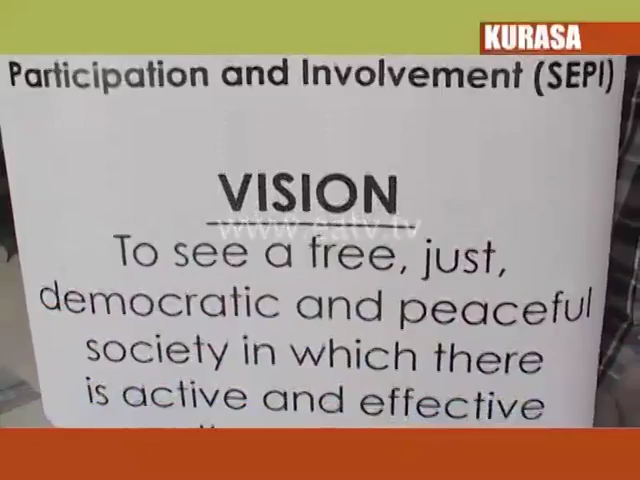 KURASA
Participation and Involvement (SEPI)
VISION
www.eatv.tv
To see a free, just,
democratic and peaceful
society in which there
is active and effective